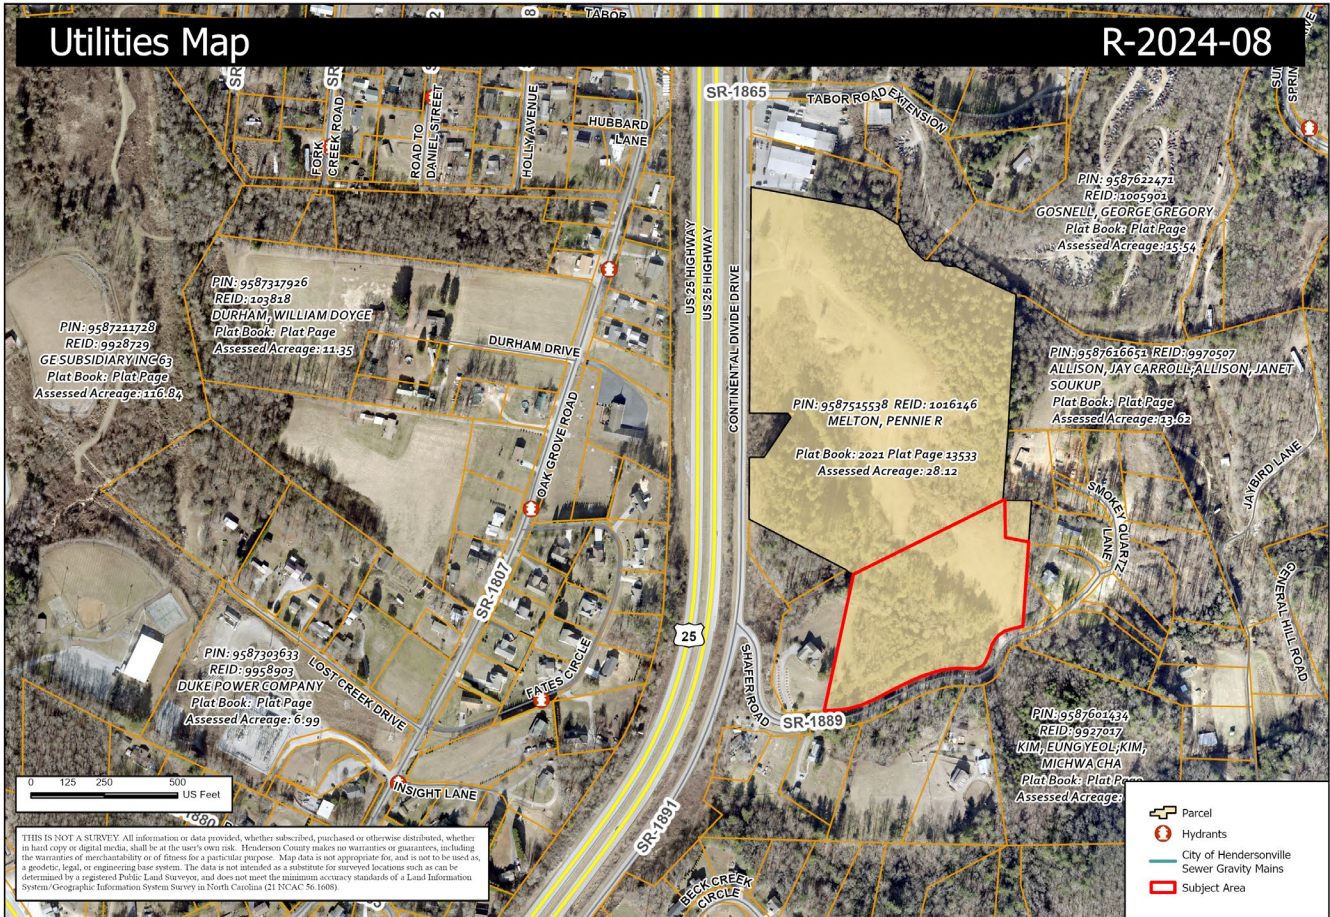 Utilities Map
R-2024-08
TABOR
SR-1865
TABOR ROAD EXTENSION
HUBBARD
LANE
FORK
CREEK ROAD
ROAD TO
DANIEL STREET
HOLLY AVENUE
PIN: 9587622471
REID: 1005901
GOSNELL, GEORGE GREGORY
Plat Book: Plat Page
Assessed Acreage: 15.54
PIN: 9587317926
REID: 103818
DURHAM, WILLIAM DOYCE
Plat Book: Plat Page
Assessed Acreage: 11.35
PIN: 9587211728
REID: 9928729
GE SUBSIDIARY INC 63
Plat Book: Plat Page
Assessed Acreage: 116.84
DURHAM DRIVE
US 25 HIGHWAY
US 25 HIGHWAY
CONTINENTAL DIVIDE DRIVE
PIN: 9587616651 REID: 9970507
ALLISON, JAY CARROLL;ALLISON, JANET
SOUKUP
Plat Book: Plat Page
Assessed Acreage: 13.62
PIN: 9587515538 REID: 1016146
MELTON, PENNIE R
Plat Book: 2021 Plat Page 13533
Assessed Acreage: 28.12
OAK GROVE ROAD
SMOKEY QUARTZ
LANE
JAYBIRD LANE
GENERAL HILL ROAD
SR-1807
25
FATES CIRCLE
LOST CREEK DRIVE
PIN: 9587303633
REID: 9958903
DUKE POWER COMPANY
Plat Book: Plat Page
Assessed Acreage: 6.99
SHAFER ROAD
SR-1889
PIN: 9587601434
REID: 9927017
KIM, EUNG YEOL;KIM,
MICHWA CHA
Plat Book: Plat Page
Assessed Acreage:
INSIGHT LANE
SR-1891
BECK CREEK
CIRCLE
0 125 250 500
US Feet
1880
THIS IS NOT A SURVEY. All information or data provided, whether subscribed, purchased or otherwise distributed, whether
in hard copy or digital media, shall be at the user's own risk. Henderson County makes no warranties or guarantees, including
the warranties of merchantability or of fitness for a particular purpose. Map data is not appropriate for, and is not to be used as,
a geodetic, legal, or engineering base system. The data is not intended as a substitute for surveyed locations such as can be
determined by a registered Public Land Surveyor, and does not meet the minimum accuracy standards of a Land Information
System/Geographic Information System Survey in North Carolina (21 NCAC 56.1608).
Parcel
Hydrants
City of Hendersonville
Sewer Gravity Mains
Subject Area